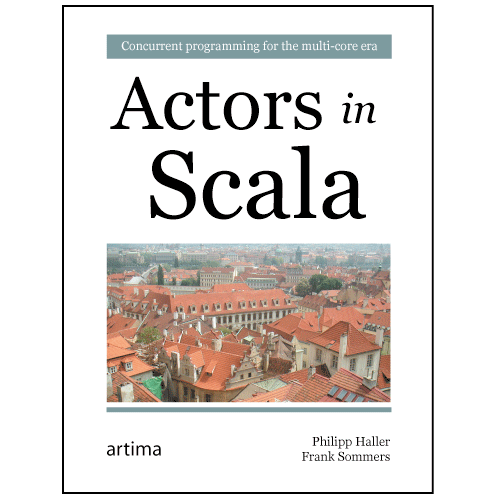 Concurrent programming for the multi-core era
Actors in
Scala
artima
Philipp Haller
Frank Sommers